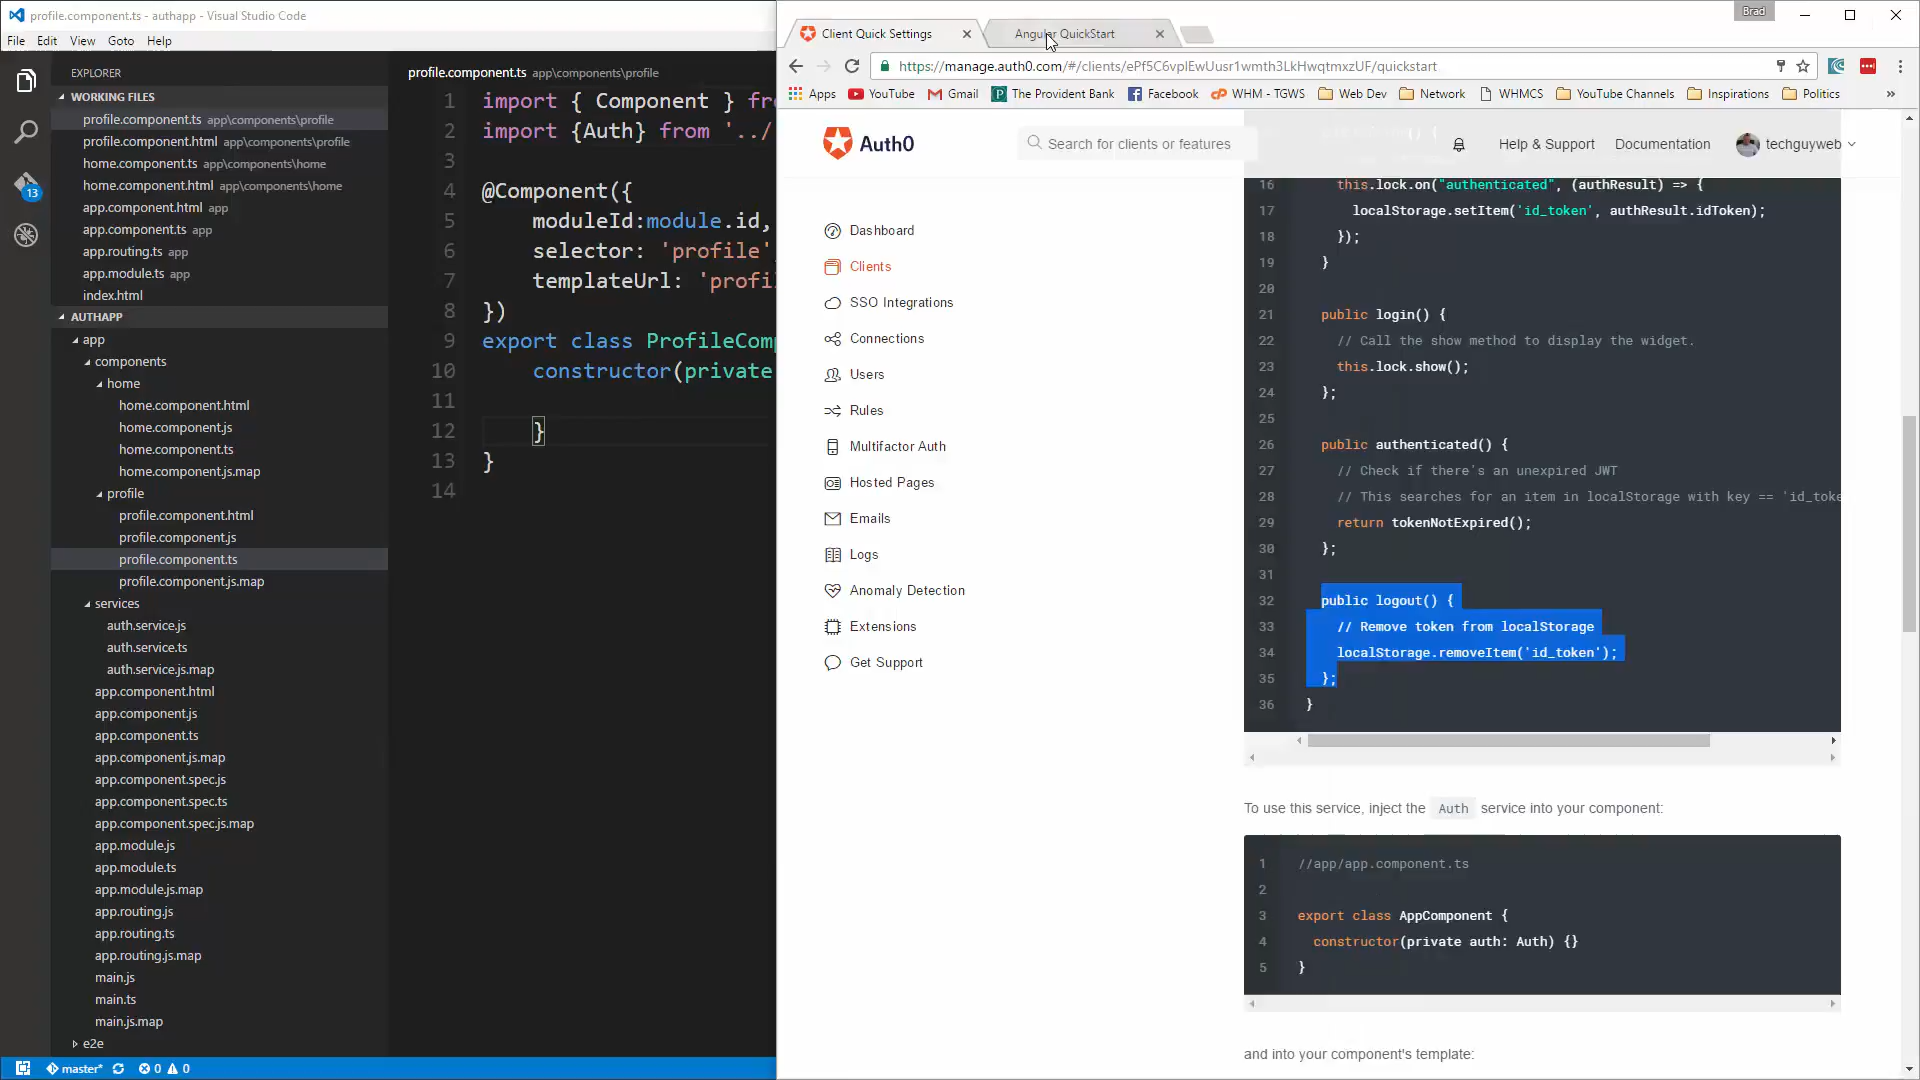 profile.component.ts - authapp - Visual Studio Code
File Edit View Goto Help
EXPLORER
WORKING FILES
profile.component.ts app\components\profile
profile.component.html app\components\profile
home.component.ts app\components\home
home.component.html app\components\home
app.component.html app
app.component.ts app
app.routing.ts app
app.module.ts app
index.html
13
AUTHAPP
app
components
home
home.component.html
home.component.js
home.component.ts
home.component.js.map
profile
profile.component.html
profile.component.js
profile.component.ts
profile.component.js.map
services
auth.service.js
auth.service.ts
auth.service.js.map
app.component.html
app.component.js
app.component.ts
app.component.js.map
app.component.spec.js
app.component.spec.ts
app.component.spec.js.map
app.module.js
app.module.ts
app.module.js.map
app.routing.js
app.routing.ts
app.routing.js.map
main.js
main.ts
main.js.map
e2e
master* 0 0
profile.component.ts app\components\profile
1 import { Component } fro
2 import {Auth} from '../
3
4 @Component({
5 moduleId:module.id,
6 selector: 'profile'
7 templateUrl: 'profi
8 })
9 export class ProfileCom
10 constructor(private
11
12 }
13 }
14
Brad
Client Quick Settings
Angular QuickStart
https://manage.auth0.com/#/clients/ePf5C6vplEwUusr1wmth3LkHwqtmxzUF/quickstart
Apps YouTube Gmail The Provident Bank Facebook WHM - TGWS Web Dev Network WHMCS YouTube Channels Inspirations Politics »
Auth0
Search for clients or features
Help & Support Documentation techguyweb
Dashboard
Clients
SSO Integrations
Connections
Users
Rules
Multifactor Auth
Hosted Pages
Emails
Logs
Anomaly Detection
Extensions
Get Support
16 this.lock.on("authenticated", (authResult) => {
17 localStorage.setItem('id_token', authResult.idToken);
18 });
19 }
20
21 public login() {
22 // Call the show method to display the widget.
23 this.lock.show();
24 };
25
26 public authenticated() {
27 // Check if there's an unexpired JWT
28 // This searches for an item in localStorage with key == 'id_toke
29 return tokenNotExpired();
30 };
31
32 public logout() {
33 // Remove token from localStorage
34 localStorage.removeItem('id_token');
35 };
36 }
To use this service, inject the Auth service into your component:
1 //app/app.component.ts
2
3 export class AppComponent {
4 constructor(private auth: Auth) {}
5 }
and into your component's template: